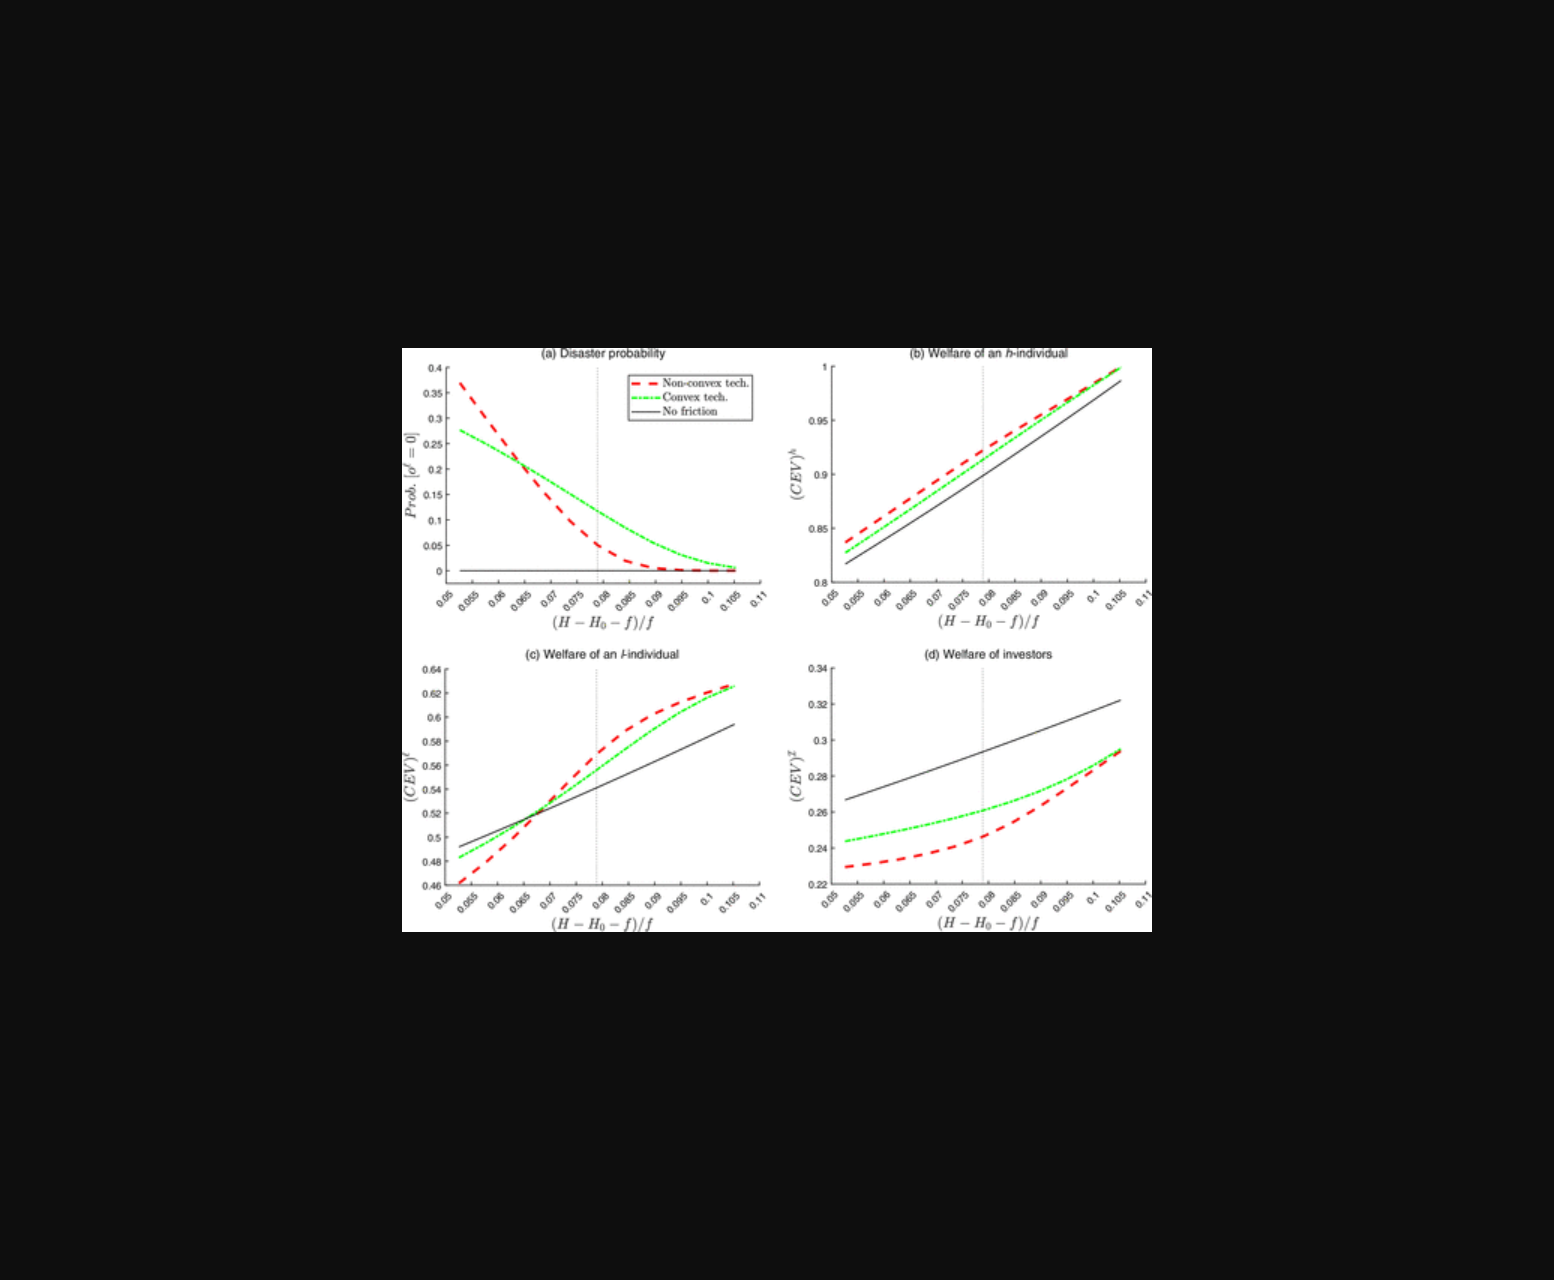 (a) Disaster probability
0.4
0.35
0.3
0.25
0.2
0.15
0.1
0.05
0
Prob. [o^ℓ = 0]
Non-convex tech.
Convex tech.
No friction
0.05 0.055 0.06 0.065 0.07 0.075 0.08 0.085 0.09 0.095 0.1 0.105 0.11
(H − H₀ − f)/f
(b) Welfare of an h-individual
1
0.95
0.9
0.85
0.8
(CEV)^h
0.05 0.055 0.06 0.065 0.07 0.075 0.08 0.085 0.09 0.095 0.1 0.105 0.11
(H − H₀ − f)/f
(c) Welfare of an l-individual
0.64
0.62
0.6
0.58
0.56
0.54
0.52
0.5
0.48
0.46
(CEV)^ℓ
0.05 0.055 0.06 0.065 0.07 0.075 0.08 0.085 0.09 0.095 0.1 0.105 0.11
(H − H₀ − f)/f
(d) Welfare of investors
0.34
0.32
0.3
0.28
0.26
0.24
0.22
(CEV)^ℐ
0.05 0.055 0.06 0.065 0.07 0.075 0.08 0.085 0.09 0.095 0.1 0.105 0.11
(H − H₀ − f)/f